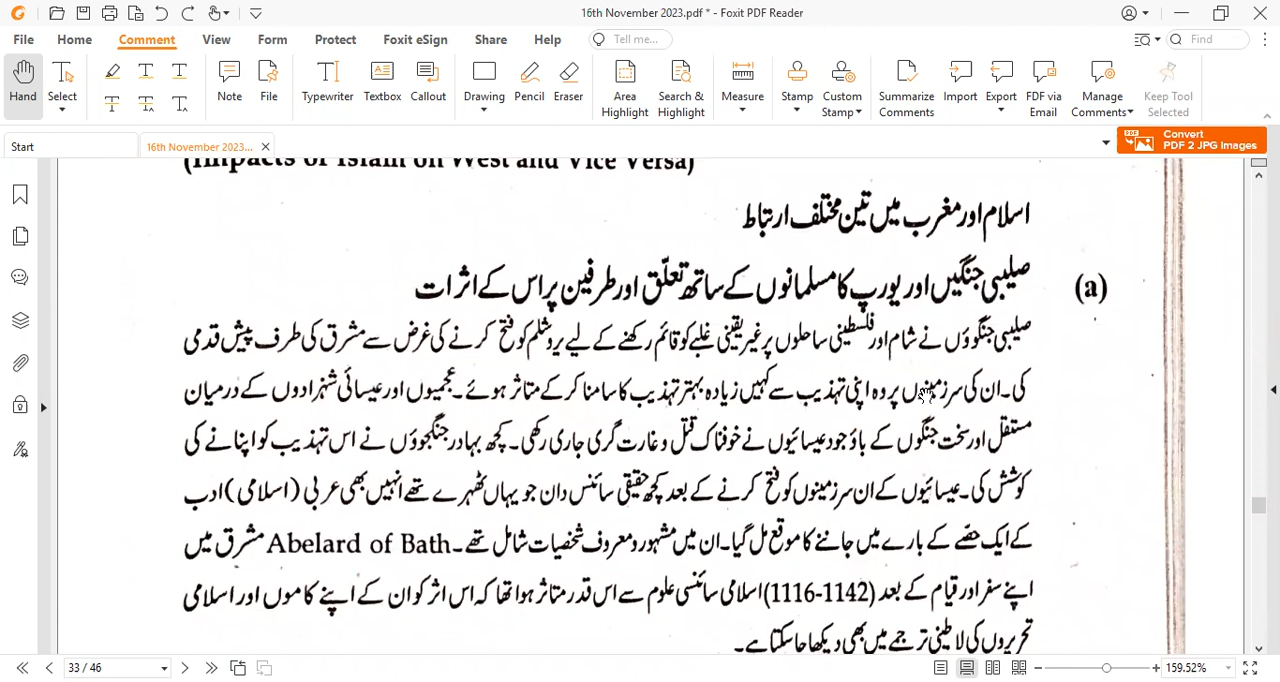 16th November 2023.pdf * - Foxit PDF Reader
File Home Comment View Form Protect Foxit eSign Share Help Tell me... Find
Hand Select Note File Typewriter Textbox Callout Drawing Pencil Eraser Area Highlight Search & Highlight Measure Stamp Custom Stamp Summarize Comments Import Export FDF via Email Manage Comments Keep Tool Selected
Start 16th November 2023... Convert PDF 2 JPG Images
(Impacts of Islam on West and Vice Versa)
اسلام اور مغرب میں تین مختلف ارتباط
(a) صلیبی جنگیں اور یورپ کا مسلمانوں کے ساتھ تعلّق اور طرفین پر اس کے اثرات
صلیبی جنگوؤں نے شام اور فلسطینی ساحلوں پر غیر یقینی غلبے کو قائم رکھنے کے لیے یروشلم کو فتح کرنے کی غرض سے مشرق کی طرف پیش قدمی
کی۔ ان کی سرزمینوں پر وہ اپنی تہذیب سے کہیں زیادہ بہتر تہذیب کا سامنا کر کے متاثر ہوئے۔ عجمیوں اور عیسائی شہزادوں کے درمیان
مستقل اور سخت جنگوں کے باؤجود عیسائیوں نے خوفناک قتل و غارت گری جاری رکھی۔ کچھ بہادر جنگجوؤں نے اس تہذیب کو اپنانے کی
کوشش کی۔ عیسائیوں کے ان سرزمینوں کو فتح کرنے کے بعد کچھ حقیقی سائنس دان جو یہاں ٹھہرے تھے انہیں بھی عربی (اسلامی) ادب
کے ایک حصّے کے بارے میں جاننے کا موقع مل گیا۔ ان میں مشہور و معروف شخصیات شامل تھے۔ Abelard of Bath مشرق میں
اپنے سفر اور قیام کے بعد (1116-1142) اسلامی سائنسی علوم سے اس قدر متاثر ہوا تھا کہ اس اثر کو ان کے اپنے کاموں اور اسلامی
تحریروں کی لاطینی ترجمے میں بھی دیکھا جا سکتا ہے۔
33 / 46 159.52%